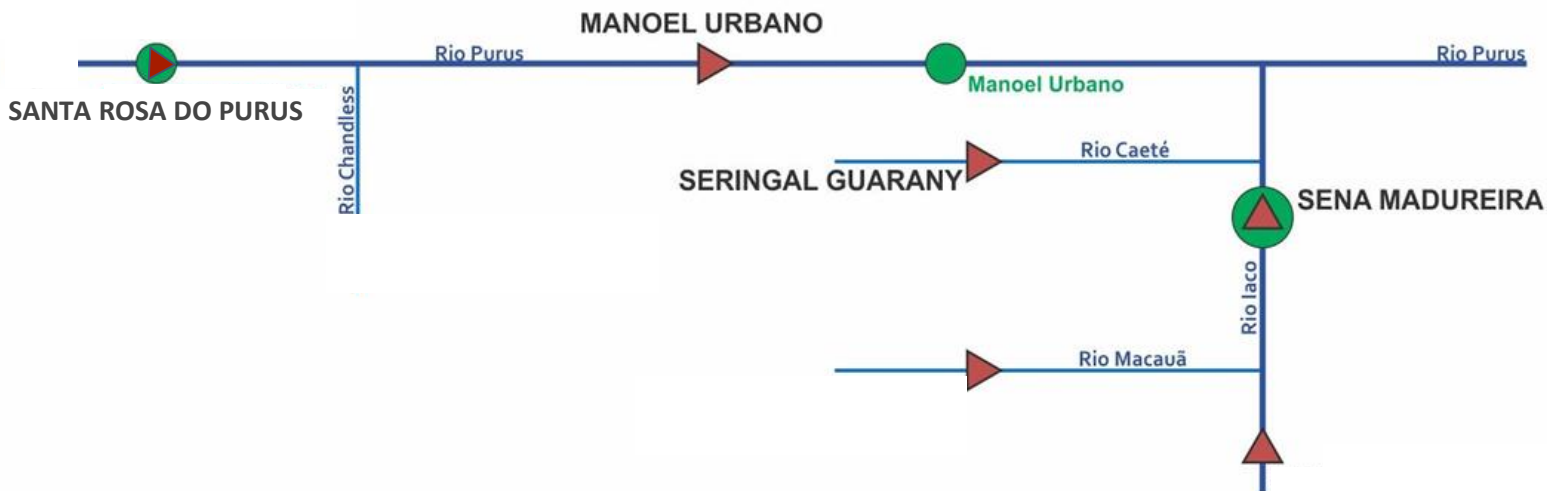 MANOEL URBANO
Rio Purus
Rio Purus
Manoel Urbano
SANTA ROSA DO PURUS
Rio Chandless
Rio Caeté
SERINGAL GUARANY
SENA MADUREIRA
Rio Iaco
Rio Macauã